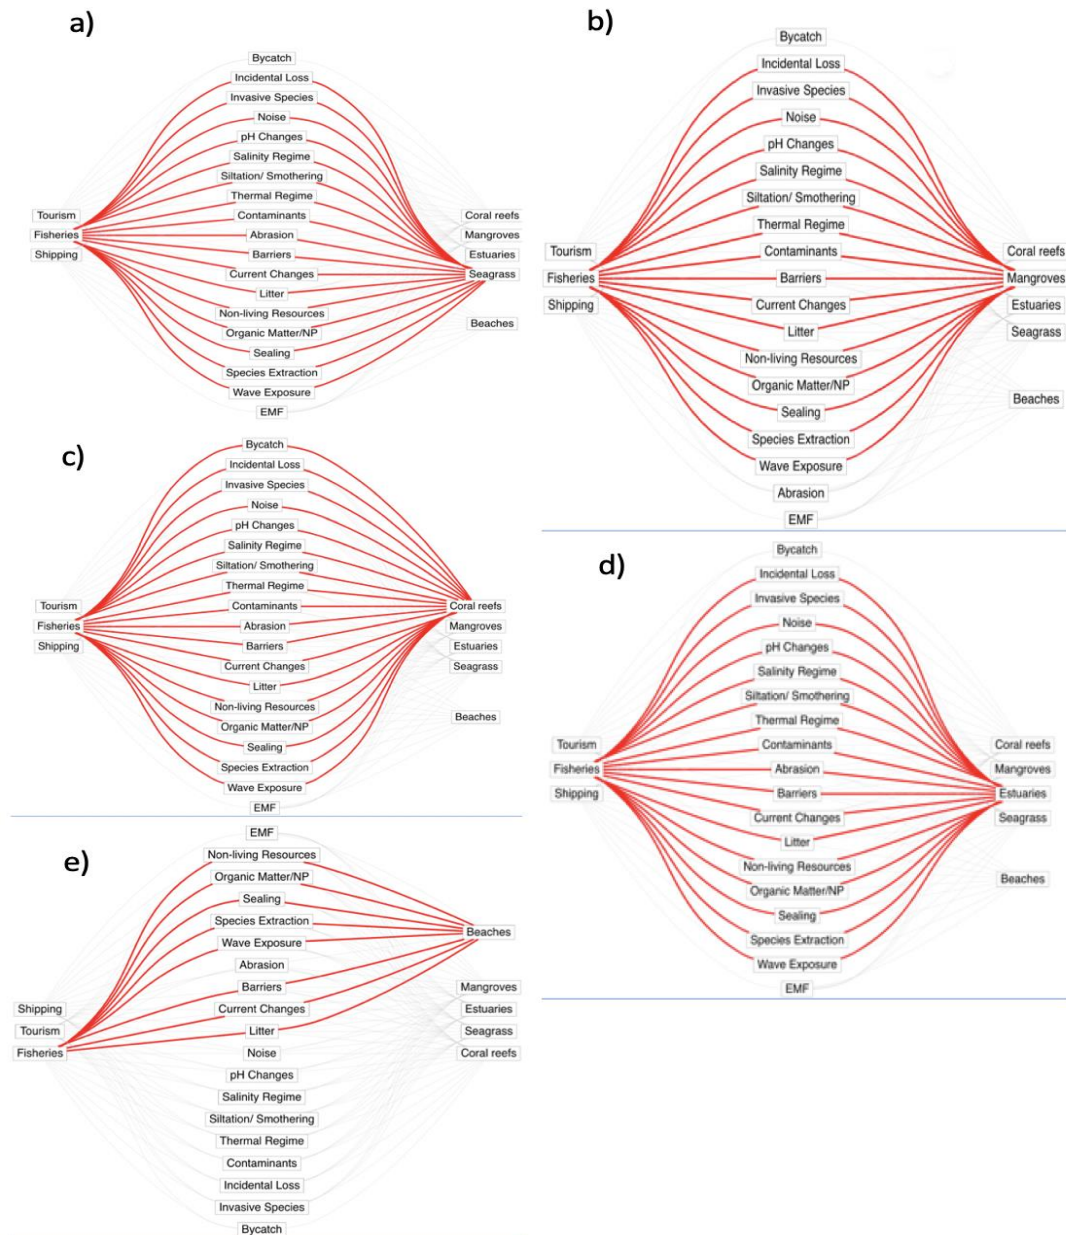 a)
Bycatch
Incidental Loss
Invasive Species
Noise
pH Changes
Salinity Regime
Siltation/ Smothering
Thermal Regime
Contaminants
Abrasion
Barriers
Current Changes
Litter
Non-living Resources
Organic Matter/NP
Sealing
Species Extraction
Wave Exposure
EMF
Tourism
Fisheries
Shipping
Coral reefs
Mangroves
Estuaries
Seagrass
Beaches
b)
Bycatch
Incidental Loss
Invasive Species
Noise
pH Changes
Salinity Regime
Siltation/ Smothering
Thermal Regime
Contaminants
Barriers
Current Changes
Litter
Non-living Resources
Organic Matter/NP
Sealing
Species Extraction
Wave Exposure
Abrasion
EMF
Tourism
Fisheries
Shipping
Coral reefs
Mangroves
Estuaries
Seagrass
Beaches
c)
Bycatch
Incidental Loss
Invasive Species
Noise
pH Changes
Salinity Regime
Siltation/ Smothering
Thermal Regime
Contaminants
Abrasion
Barriers
Current Changes
Litter
Non-living Resources
Organic Matter/NP
Sealing
Species Extraction
Wave Exposure
EMF
Tourism
Fisheries
Shipping
Coral reefs
Mangroves
Estuaries
Seagrass
Beaches
d)
Bycatch
Incidental Loss
Invasive Species
Noise
pH Changes
Salinity Regime
Siltation/ Smothering
Thermal Regime
Contaminants
Abrasion
Barriers
Current Changes
Litter
Non-living Resources
Organic Matter/NP
Sealing
Species Extraction
Wave Exposure
EMF
Tourism
Fisheries
Shipping
Coral reefs
Mangroves
Estuaries
Seagrass
Beaches
e)
EMF
Non-living Resources
Organic Matter/NP
Sealing
Species Extraction
Wave Exposure
Abrasion
Barriers
Current Changes
Litter
Noise
pH Changes
Salinity Regime
Siltation/ Smothering
Thermal Regime
Contaminants
Incidental Loss
Invasive Species
Bycatch
Shipping
Tourism
Fisheries
Beaches
Mangroves
Estuaries
Seagrass
Coral reefs